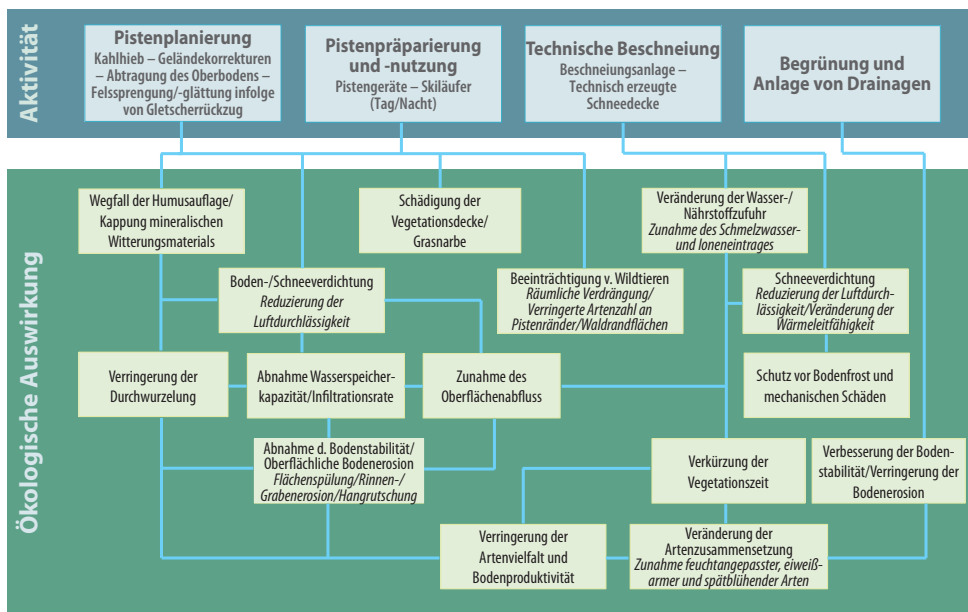 Aktivität
Pistenplanierung
Kahlhieb – Geländekorrekturen
– Abtragung des Oberbodens –
Felssprengung/-glättung infolge
von Gletscherrückzug
Pistenpräparierung
und -nutzung
Pistengeräte – Skiläufer
(Tag/Nacht)
Technische Beschneiung
Beschneiungsanlage –
Technisch erzeugte
Schneedecke
Begrünung und
Anlage von Drainagen
Ökologische Auswirkung
Wegfall der Humusauflage/
Kappung mineralischen
Witterungsmaterials
Schädigung der
Vegetationsdecke/
Grasnarbe
Veränderung der Wasser-/
Nährstoffzufuhr
Zunahme des Schmelzwasser-
und Ioneneintrages
Boden-/Schneeverdichtung
Reduzierung der
Luftdurchlässigkeit
Beeinträchtigung v. Wildtieren
Räumliche Verdrängung/
Verringerte Artenzahl an
Pistenränder/Waldrandflächen
Schneeverdichtung
Reduzierung der Luftdurch-
lässigkeit/Veränderung der
Wärmeleitfähigkeit
Verringerung der
Durchwurzelung
Abnahme Wasserspeicher-
kapazität/Infiltrationsrate
Zunahme des
Oberflächenabfluss
Schutz vor Bodenfrost und
mechanischen Schäden
Abnahme d. Bodenstabilität/
Oberflächliche Bodenerosion
Flächenspülung/Rinnen-/
Grabenerosion/Hangrutschung
Verkürzung der
Vegetationszeit
Verbesserung der Boden-
stabilität/Verringerung der
Bodenerosion
Verringerung der
Artenvielfalt und
Bodenproduktivität
Veränderung der
Artenzusammensetzung
Zunahme feuchtangepasster, eiweiß-
armer und spätblühender Arten